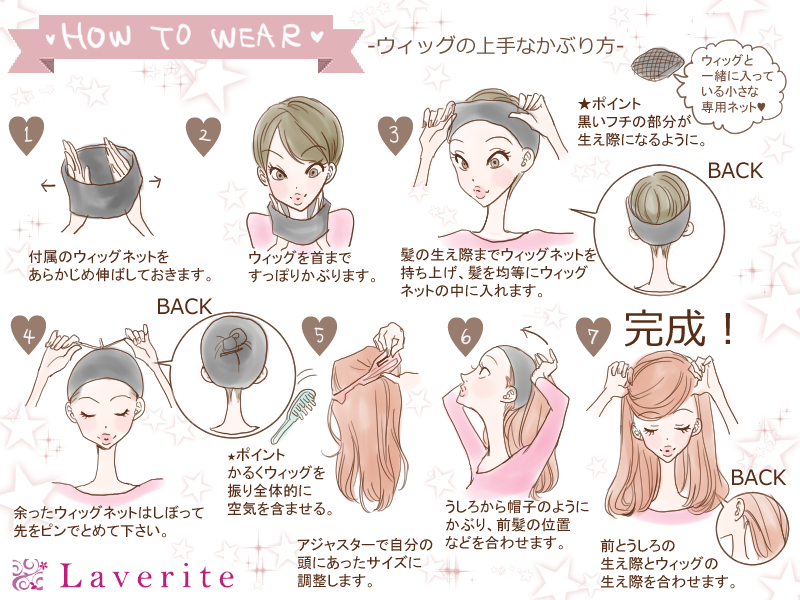 HOW TO WEAR
-ウィッグの上手なかぶり方-
ウィッグと
一緒に入って
いる小さな
専用ネット♥
★ポイント
黒いフチの部分が
生え際になるように。
1
付属のウィッグネットを
あらかじめ伸ばしておきます。
2
ウィッグを首まで
すっぽりかぶります。
3
BACK
髪の生え際までウィッグネットを
持ち上げ、髪を均等にウィッグ
ネットの中に入れます。
4
BACK
余ったウィッグネットはしぼって
先をピンでとめて下さい。
5
★ポイント
かるくウィッグを
振り全体的に
空気を含ませる。
アジャスターで自分の
頭にあったサイズに
調整します。
6
うしろから帽子のように
かぶり、前髪の位置
などを合わせます。
7
完成！
BACK
前とうしろの
生え際とウィッグの
生え際を合わせます。
Laverite